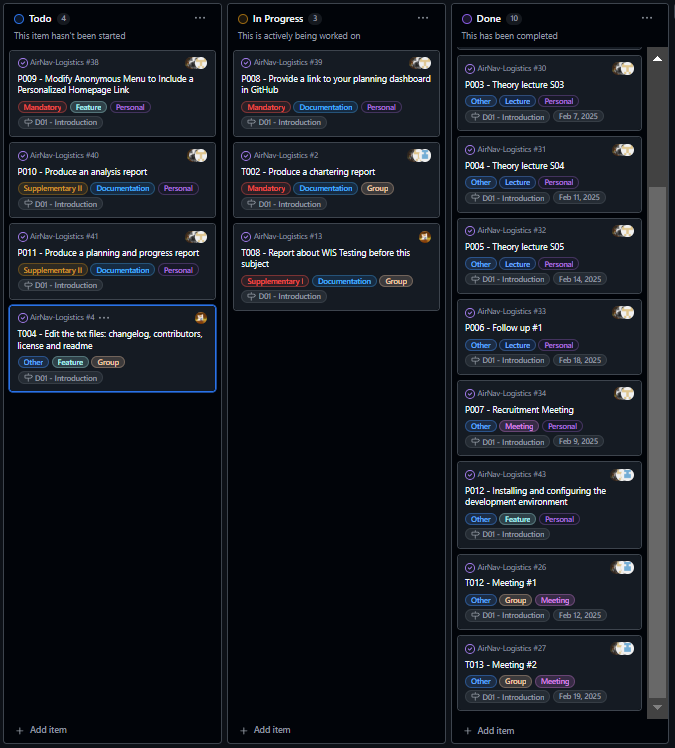 Todo 4 ···
This item hasn't been started
AirNav-Logistics #38
P009 - Modify Anonymous Menu to Include a
Personalized Homepage Link
Mandatory Feature Personal
D01 - Introduction
AirNav-Logistics #40
P010 - Produce an analysis report
Supplementary II Documentation Personal
D01 - Introduction
AirNav-Logistics #41
P011 - Produce a planning and progress report
Supplementary II Documentation Personal
D01 - Introduction
AirNav-Logistics #4 ···
T004 - Edit the txt files: changelog, contributors,
license and readme
Other Feature Group
D01 - Introduction
+ Add item
In Progress 3 ···
This is actively being worked on
AirNav-Logistics #39
P008 - Provide a link to your planning dashboard
in GitHub
Mandatory Documentation Personal
D01 - Introduction
AirNav-Logistics #2
T002 - Produce a chartering report
Mandatory Documentation Group
D01 - Introduction
AirNav-Logistics #13
T008 - Report about WIS Testing before this
subject
Supplementary I Documentation Group
D01 - Introduction
+ Add item
Done 10 ···
This has been completed
AirNav-Logistics #30
P003 - Theory lecture S03
Other Lecture Personal
D01 - Introduction Feb 7, 2025
AirNav-Logistics #31
P004 - Theory lecture S04
Other Lecture Personal
D01 - Introduction Feb 11, 2025
AirNav-Logistics #32
P005 - Theory lecture S05
Other Lecture Personal
D01 - Introduction Feb 14, 2025
AirNav-Logistics #33
P006 - Follow up #1
Other Lecture Personal
D01 - Introduction Feb 18, 2025
AirNav-Logistics #34
P007 - Recruitment Meeting
Other Meeting Personal
D01 - Introduction Feb 9, 2025
AirNav-Logistics #43
P012 - Installing and configuring the
development environment
Other Feature Personal
D01 - Introduction
AirNav-Logistics #26
T012 - Meeting #1
Other Group Meeting
D01 - Introduction Feb 12, 2025
AirNav-Logistics #27
T013 - Meeting #2
Other Group Meeting
D01 - Introduction Feb 19, 2025
+ Add item